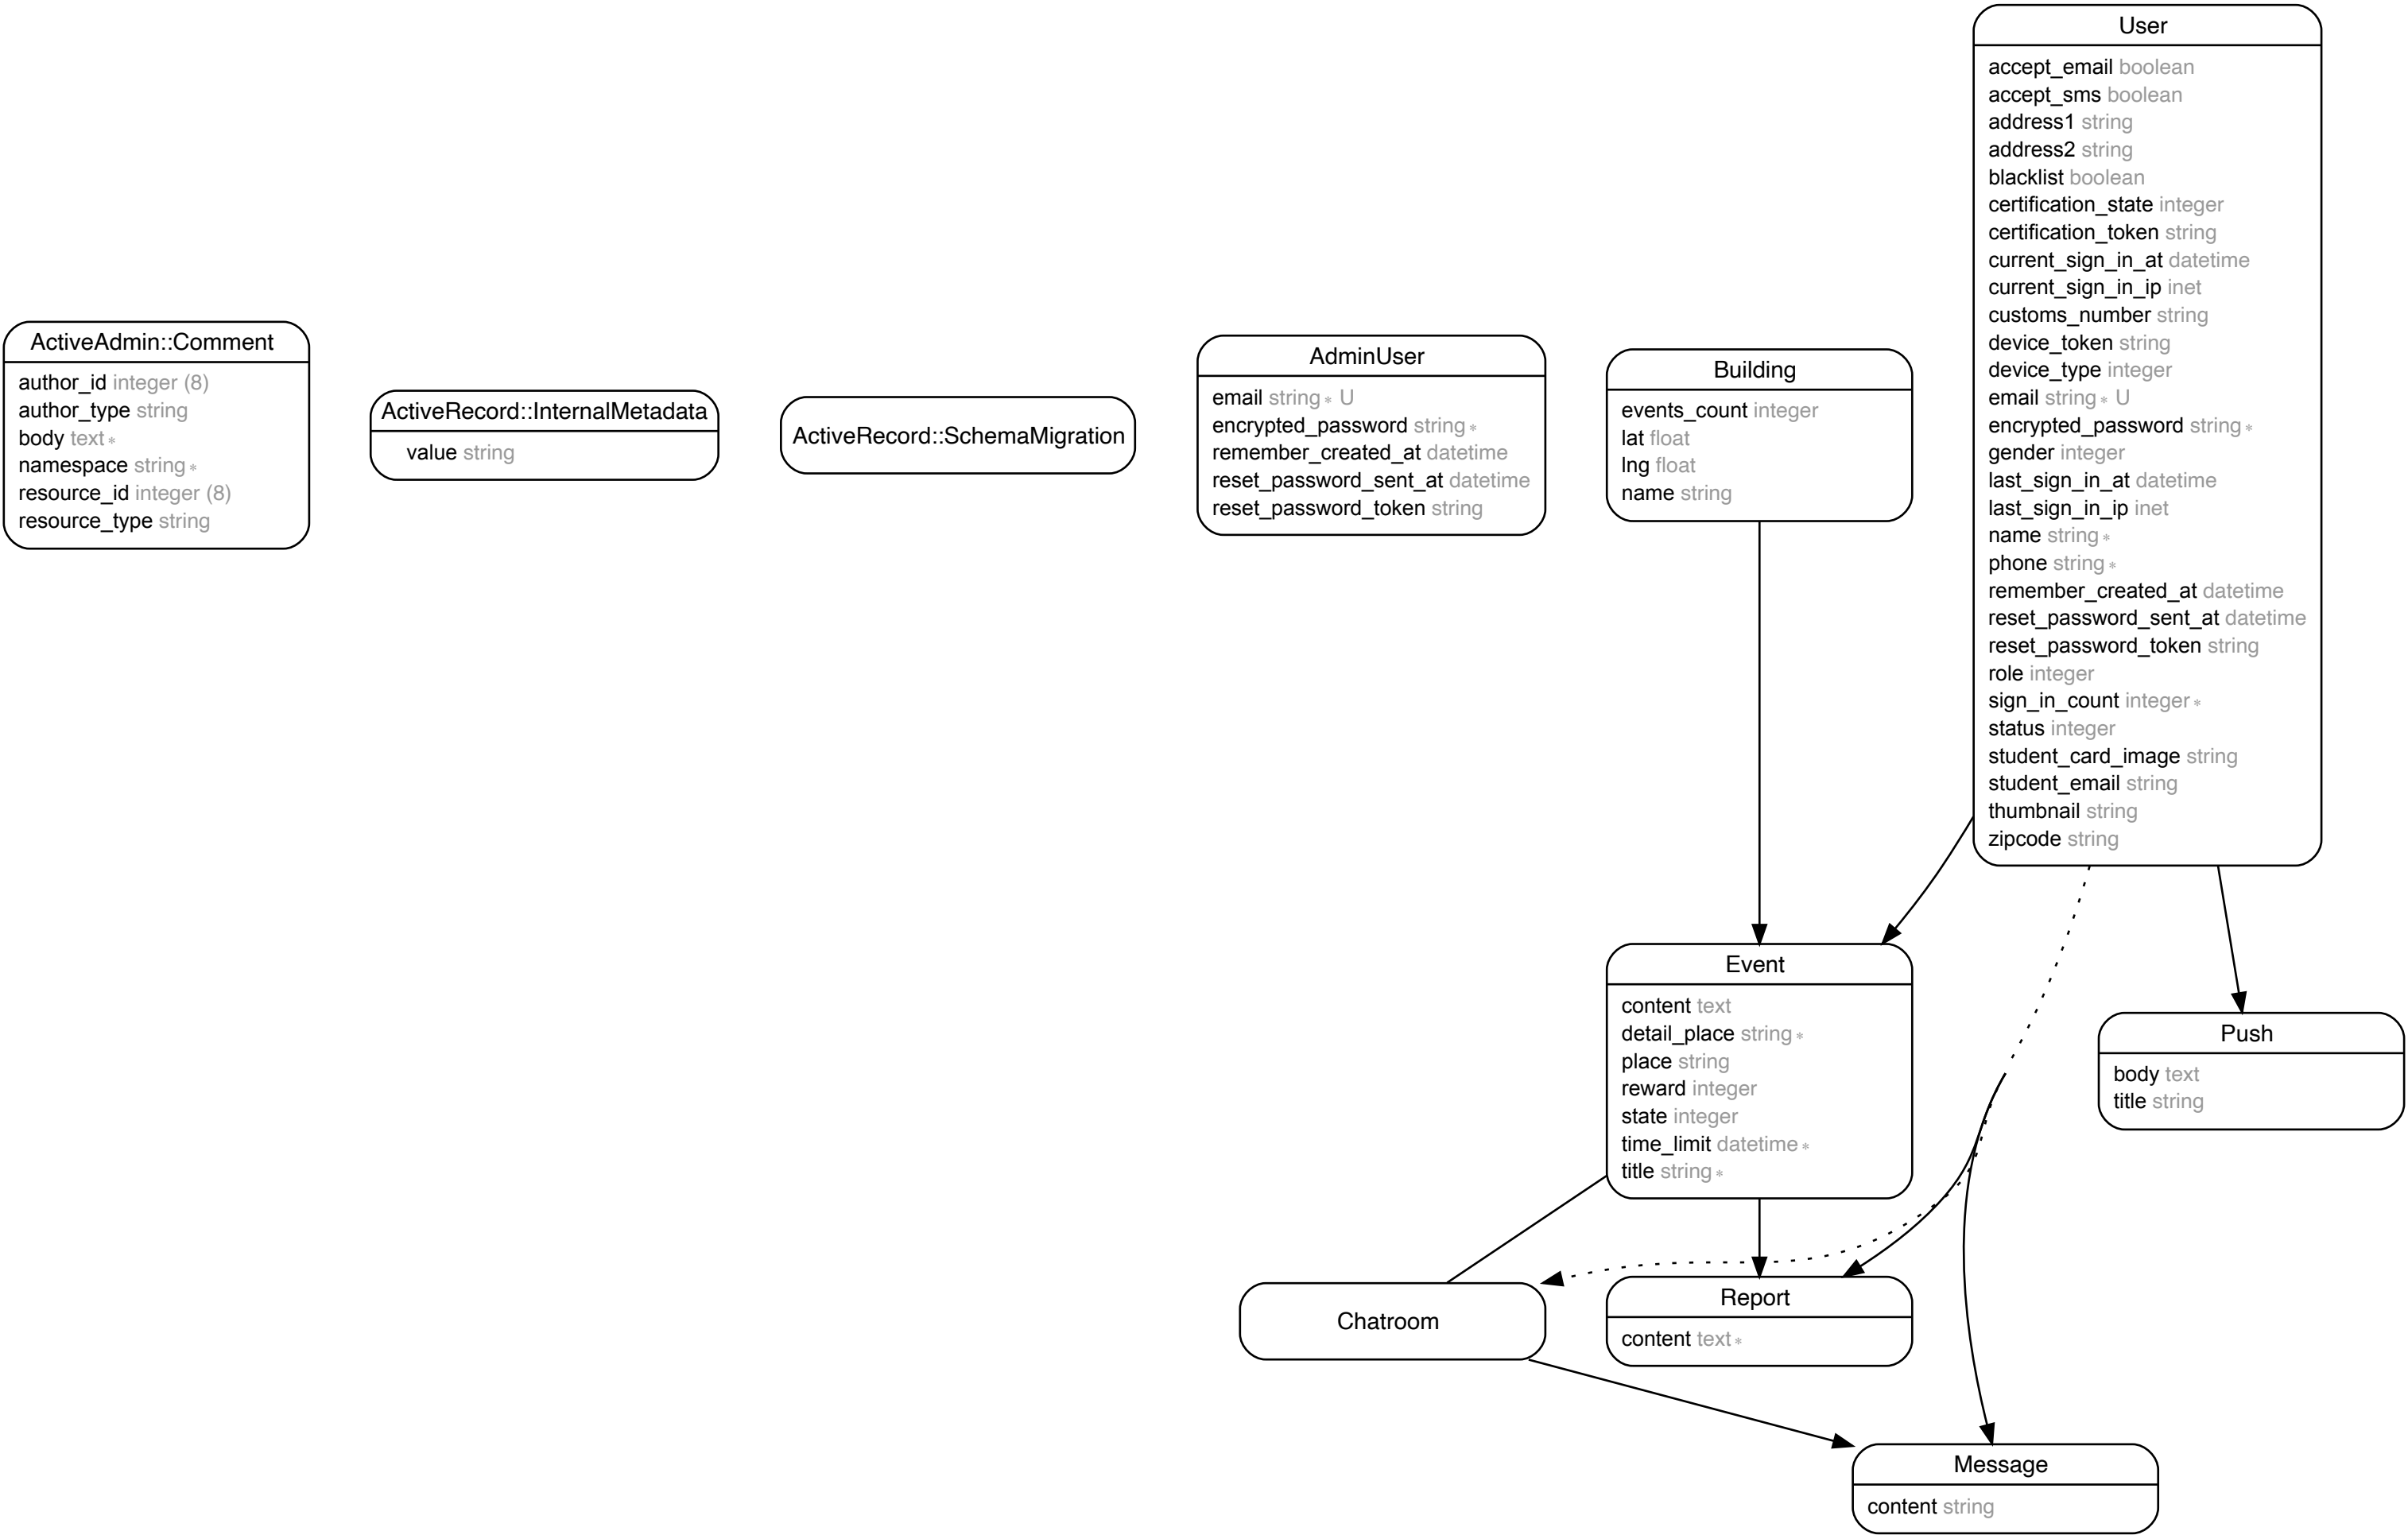 ActiveAdmin::Comment
author_id integer (8)
author_type string
body text ∗
namespace string ∗
resource_id integer (8)
resource_type string
ActiveRecord::InternalMetadata
value string
ActiveRecord::SchemaMigration
AdminUser
email string ∗ U
encrypted_password string ∗
remember_created_at datetime
reset_password_sent_at datetime
reset_password_token string
Building
events_count integer
lat float
lng float
name string
User
accept_email boolean
accept_sms boolean
address1 string
address2 string
blacklist boolean
certification_state integer
certification_token string
current_sign_in_at datetime
current_sign_in_ip inet
customs_number string
device_token string
device_type integer
email string ∗ U
encrypted_password string ∗
gender integer
last_sign_in_at datetime
last_sign_in_ip inet
name string ∗
phone string ∗
remember_created_at datetime
reset_password_sent_at datetime
reset_password_token string
role integer
sign_in_count integer ∗
status integer
student_card_image string
student_email string
thumbnail string
zipcode string
Event
content text
detail_place string ∗
place string
reward integer
state integer
time_limit datetime ∗
title string ∗
Push
body text
title string
Chatroom
Report
content text ∗
Message
content string